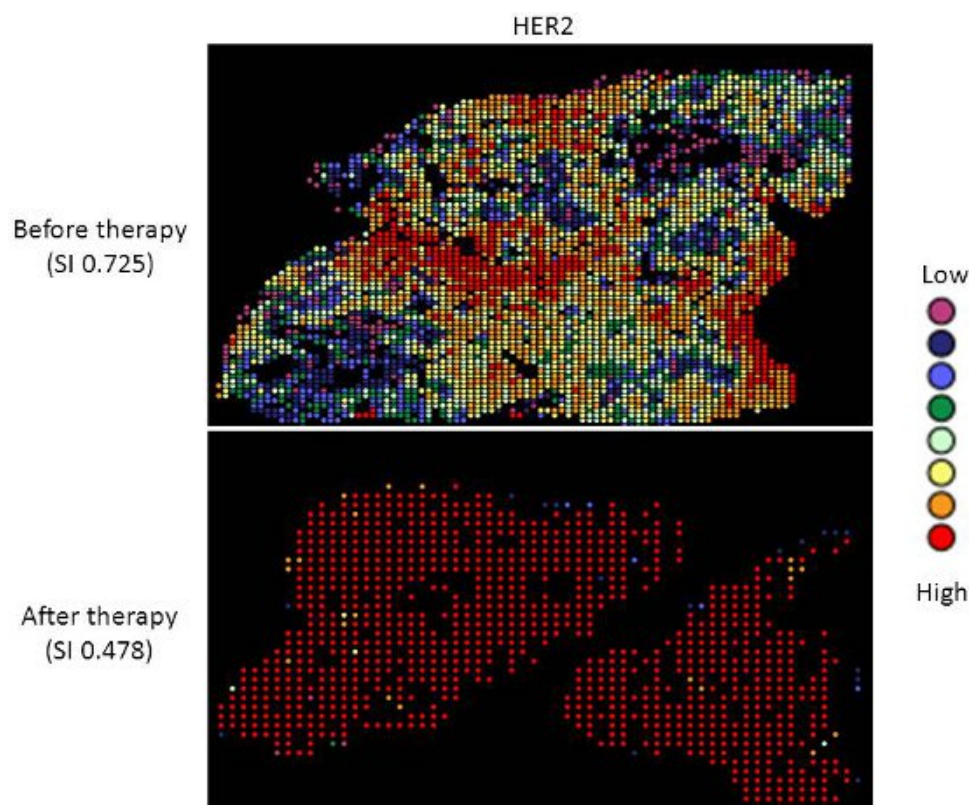 HER2
Before therapy
(SI 0.725)
Low
High
After therapy
(SI 0.478)